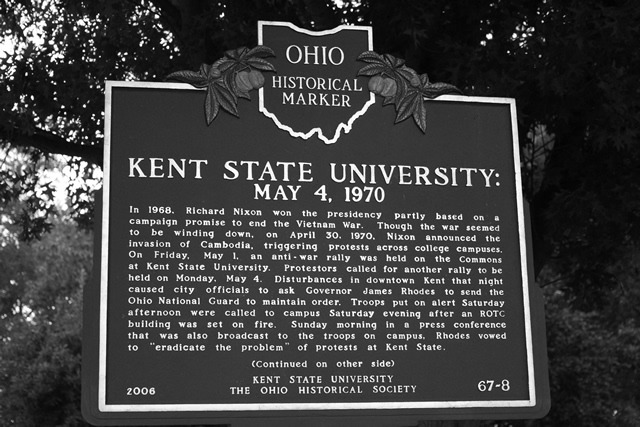 OHIO
HISTORICAL
MARKER
KENT STATE UNIVERSITY:
MAY 4, 1970
In 1968, Richard Nixon won the presidency partly based on a
campaign promise to end the Vietnam War. Though the war seemed
to be winding down, on April 30, 1970, Nixon announced the
invasion of Cambodia, triggering protests across college campuses.
On Friday, May 1, an anti-war rally was held on the Commons
at Kent State University. Protestors called for another rally to be
held on Monday, May 4. Disturbances in downtown Kent that night
caused city officials to ask Governor James Rhodes to send the
Ohio National Guard to maintain order. Troops put on alert Saturday
afternoon were called to campus Saturday evening after an ROTC
building was set on fire. Sunday morning in a press conference
that was also broadcast to the troops on campus, Rhodes vowed
to "eradicate the problem" of protests at Kent State.
(Continued on other side)
KENT STATE UNIVERSITY
THE OHIO HISTORICAL SOCIETY
2006
67-8